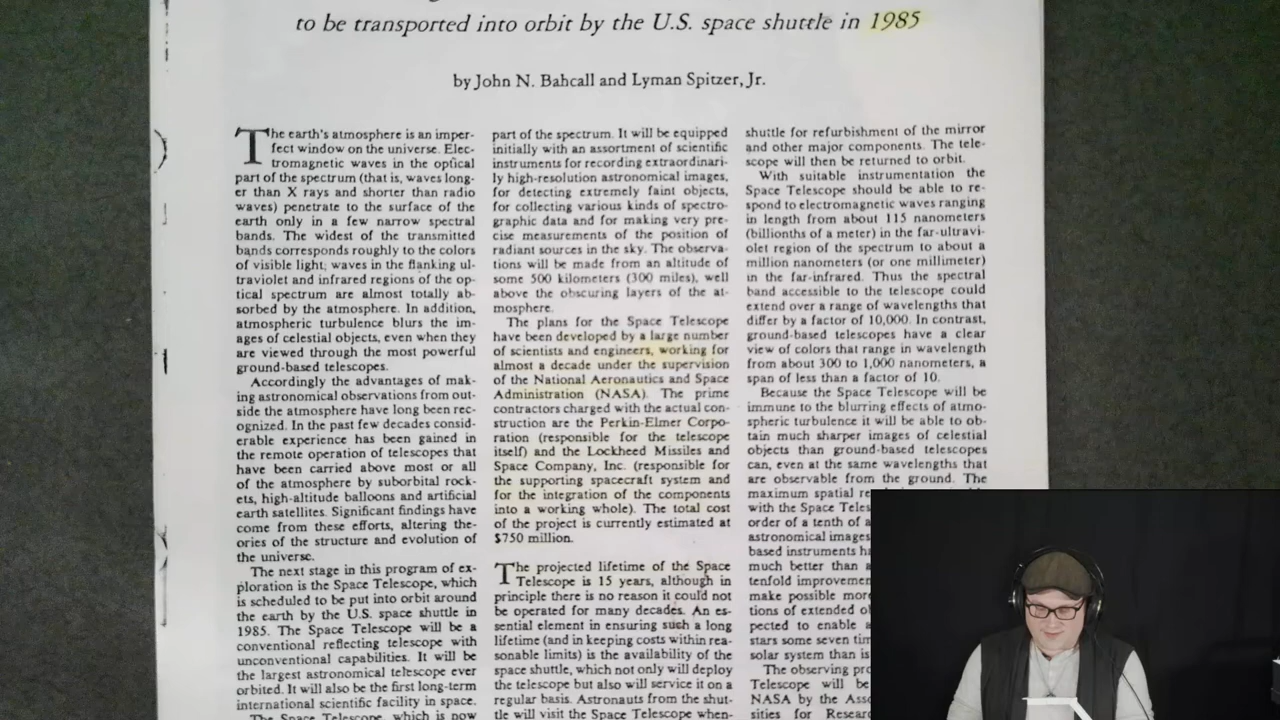 to be transported into orbit by the U.S. space shuttle in 1985
by John N. Bahcall and Lyman Spitzer, Jr.
The earth's atmosphere is an imper-
fect window on the universe. Elec-
tromagnetic waves in the optical
part of the spectrum (that is, waves long-
er than X rays and shorter than radio
waves) penetrate to the surface of the
earth only in a few narrow spectral
bands. The widest of the transmitted
bands corresponds roughly to the colors
of visible light; waves in the flanking ul-
traviolet and infrared regions of the op-
tical spectrum are almost totally ab-
sorbed by the atmosphere. In addition,
atmospheric turbulence blurs the im-
ages of celestial objects, even when they
are viewed through the most powerful
ground-based telescopes.
Accordingly the advantages of mak-
ing astronomical observations from out-
side the atmosphere have long been rec-
ognized. In the past few decades consid-
erable experience has been gained in
the remote operation of telescopes that
have been carried above most or all
of the atmosphere by suborbital rock-
ets, high-altitude balloons and artificial
earth satellites. Significant findings have
come from these efforts, altering the-
ories of the structure and evolution of
the universe.
The next stage in this program of ex-
ploration is the Space Telescope, which
is scheduled to be put into orbit around
the earth by the U.S. space shuttle in
1985. The Space Telescope will be a
conventional reflecting telescope with
unconventional capabilities. It will be
the largest astronomical telescope ever
orbited. It will also be the first long-term
international scientific facility in space.
The Space Telescope, which is now
part of the spectrum. It will be equipped
initially with an assortment of scientific
instruments for recording extraordinari-
ly high-resolution astronomical images,
for detecting extremely faint objects,
for collecting various kinds of spectro-
graphic data and for making very pre-
cise measurements of the position of
radiant sources in the sky. The observa-
tions will be made from an altitude of
some 500 kilometers (300 miles), well
above the obscuring layers of the at-
mosphere.
The plans for the Space Telescope
have been developed by a large number
of scientists and engineers, working for
almost a decade under the supervision
of the National Aeronautics and Space
Administration (NASA). The prime
contractors charged with the actual con-
struction are the Perkin-Elmer Corpo-
ration (responsible for the telescope
itself) and the Lockheed Missiles and
Space Company, Inc. (responsible for
the supporting spacecraft system and
for the integration of the components
into a working whole). The total cost
of the project is currently estimated at
$750 million.
The projected lifetime of the Space
Telescope is 15 years, although in
principle there is no reason it could not
be operated for many decades. An es-
sential element in ensuring such a long
lifetime (and in keeping costs within rea-
sonable limits) is the availability of the
space shuttle, which not only will deploy
the telescope but also will service it on a
regular basis. Astronauts from the shut-
tle will visit the Space Telescope when-
shuttle for refurbishment of the mirror
and other major components. The tele-
scope will then be returned to orbit.
With suitable instrumentation the
Space Telescope should be able to re-
spond to electromagnetic waves ranging
in length from about 115 nanometers
(billionths of a meter) in the far-ultravi-
olet region of the spectrum to about a
million nanometers (or one millimeter)
in the far-infrared. Thus the spectral
band accessible to the telescope could
extend over a range of wavelengths that
differ by a factor of 10,000. In contrast,
ground-based telescopes have a clear
view of colors that range in wavelength
from about 300 to 1,000 nanometers, a
span of less than a factor of 10.
Because the Space Telescope will be
immune to the blurring effects of atmo-
spheric turbulence it will be able to ob-
tain much sharper images of celestial
objects than ground-based telescopes
can, even at the same wavelengths that
are observable from the ground. The
maximum spatial
with the Space
order of a tenth of a
astronomical images
based instruments
much better than
tenfold
make possible more
tions of extended
pected to enable
stars some seven
solar system than is
The observing
Telescope will be
NASA by the
sities for